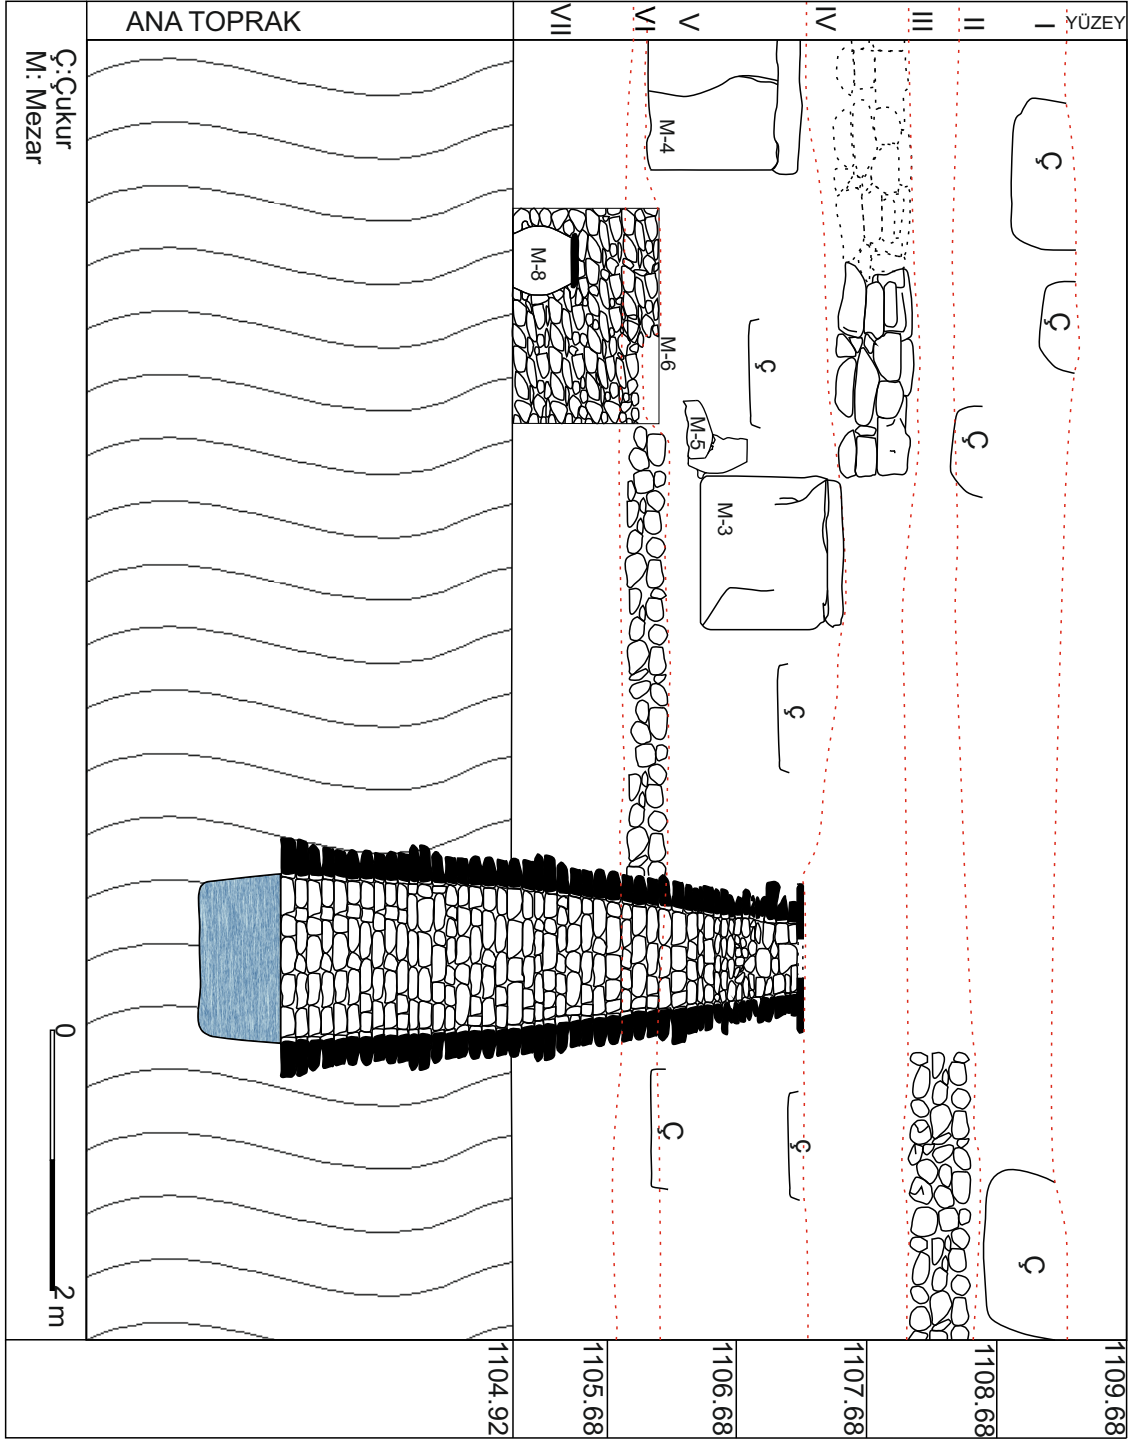 YÜZEY
I
II
III
IV
V
VI
VII
ANA TOPRAK
Ç
Ç
Ç
Ç
Ç
Ç
Ç
Ç
M-4
M-8
M-6
M-5
M-3
1109.68
1108.68
1107.68
1106.68
1105.68
1104.92
0 2 m
Ç:Çukur
M: Mezar